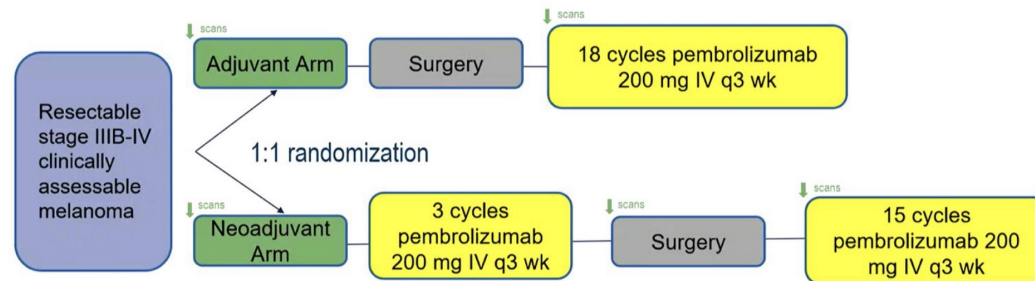 scans
scans
Adjuvant Arm
Surgery
18 cycles pembrolizumab
200 mg IV q3 wk
Resectable
stage IIIB-IV
clinically
assessable
melanoma
1:1 randomization
scans
scans
scans
Neoadjuvant
Arm
3 cycles
pembrolizumab
200 mg IV q3 wk
Surgery
15 cycles
pembrolizumab 200
mg IV q3 wk